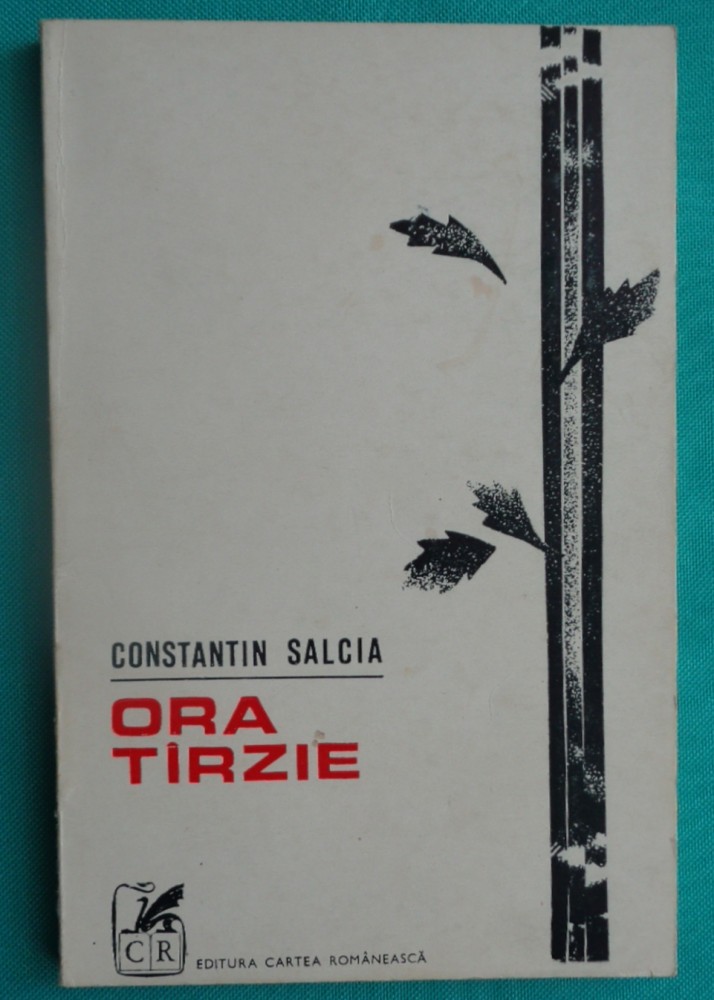 CONSTANTIN SALCIA
ORA
TÎRZIE
CR
EDITURA CARTEA ROMÂNEASCĂ